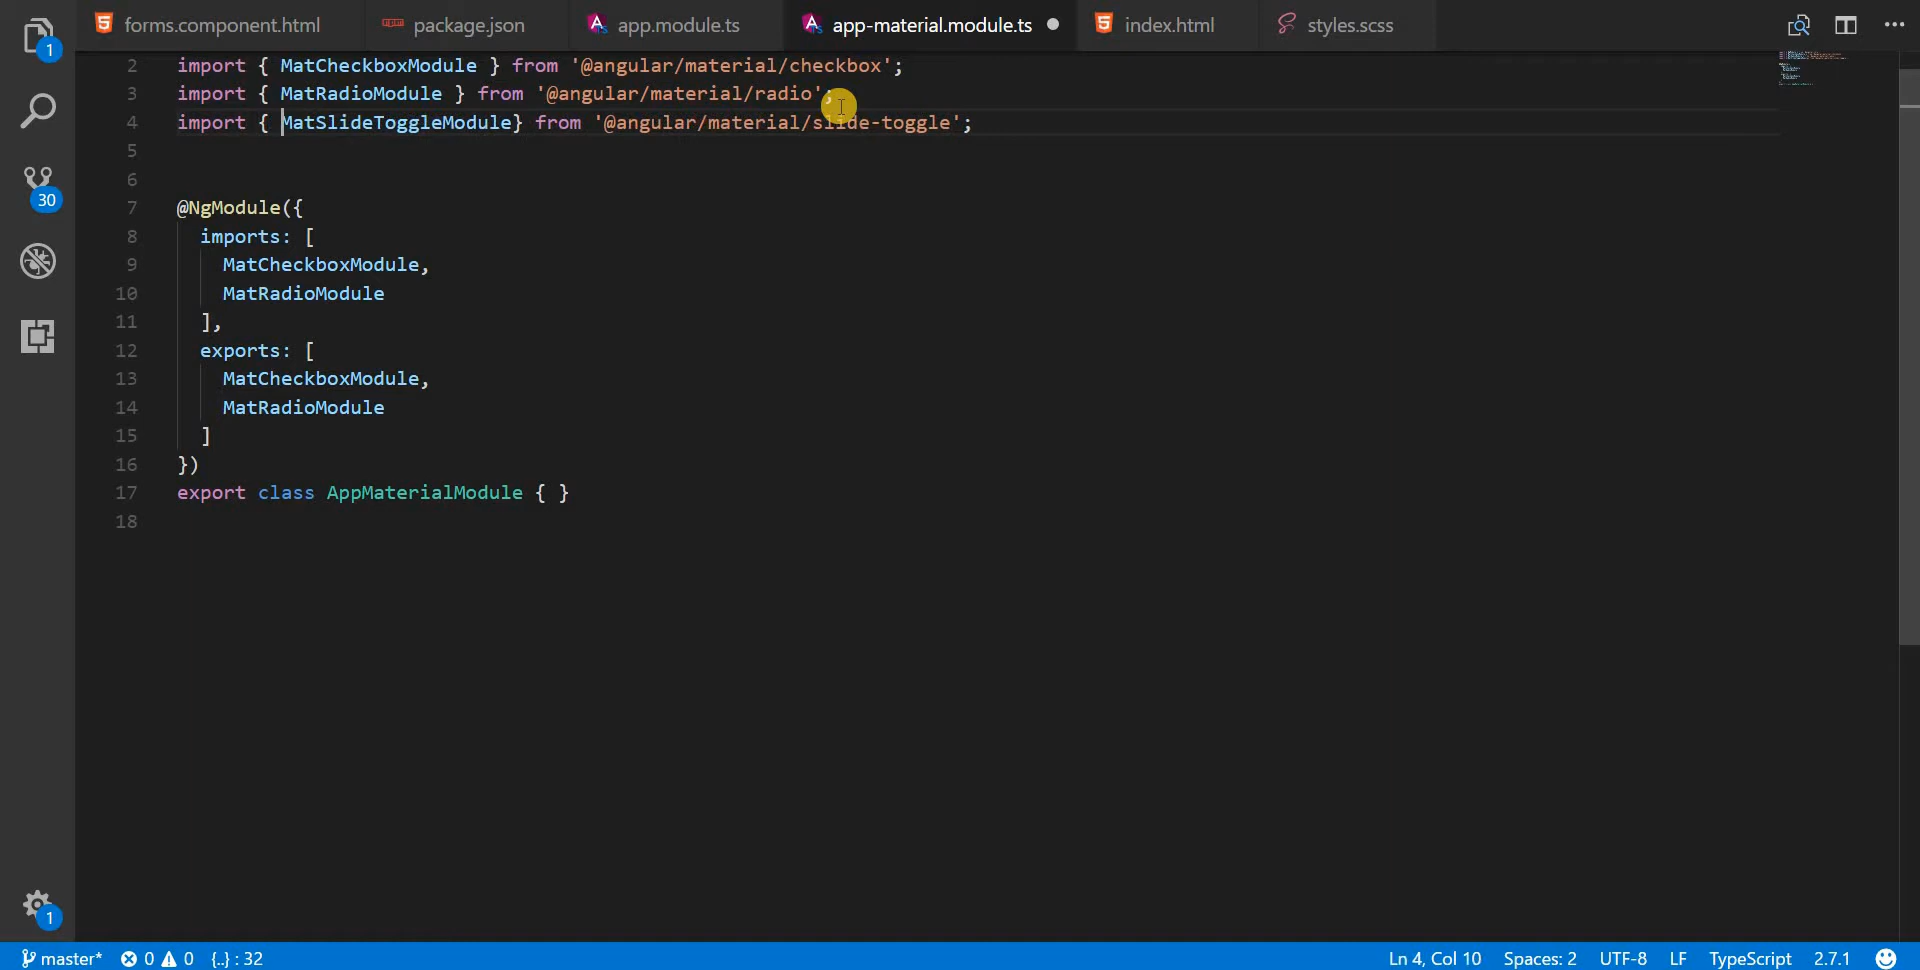 forms.component.html package.json app.module.ts app-material.module.ts index.html styles.scss
1
30
1
2 import { MatCheckboxModule } from '@angular/material/checkbox';
3 import { MatRadioModule } from '@angular/material/radio';
4 import { MatSlideToggleModule} from '@angular/material/slide-toggle';
5
6
7 @NgModule({
8 imports: [
9 MatCheckboxModule,
10 MatRadioModule
11 ],
12 exports: [
13 MatCheckboxModule,
14 MatRadioModule
15 ]
16 })
17 export class AppMaterialModule { }
18
master* 0 0 {..} : 32 Ln 4, Col 10 Spaces: 2 UTF-8 LF TypeScript 2.7.1